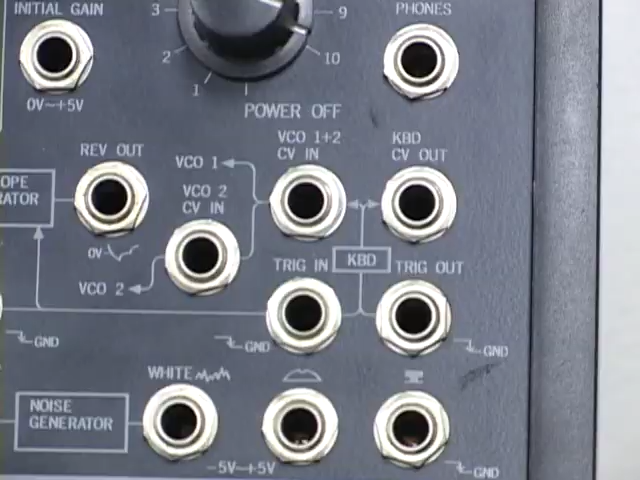 INITIAL GAIN
3
9
PHONES
2
10
1
0V~+5V
POWER OFF
VCO 1+2
CV IN
KBD
CV OUT
REV OUT
VCO 1
VCO 2
CV IN
0V
KBD
TRIG IN
TRIG OUT
VCO 2
GND
GND
GND
WHITE
NOISE
GENERATOR
-5V~+5V
GND